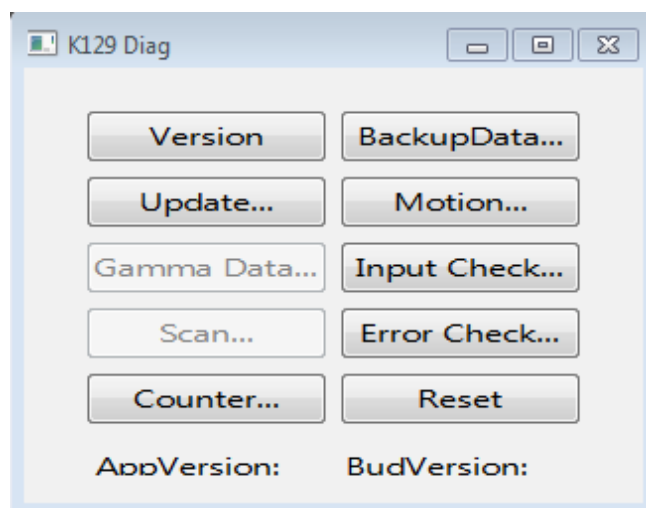 K129 Diag
Version BackupData...
Update... Motion...
Gamma Data... Input Check...
Scan... Error Check...
Counter... Reset
AppVersion: BudVersion: